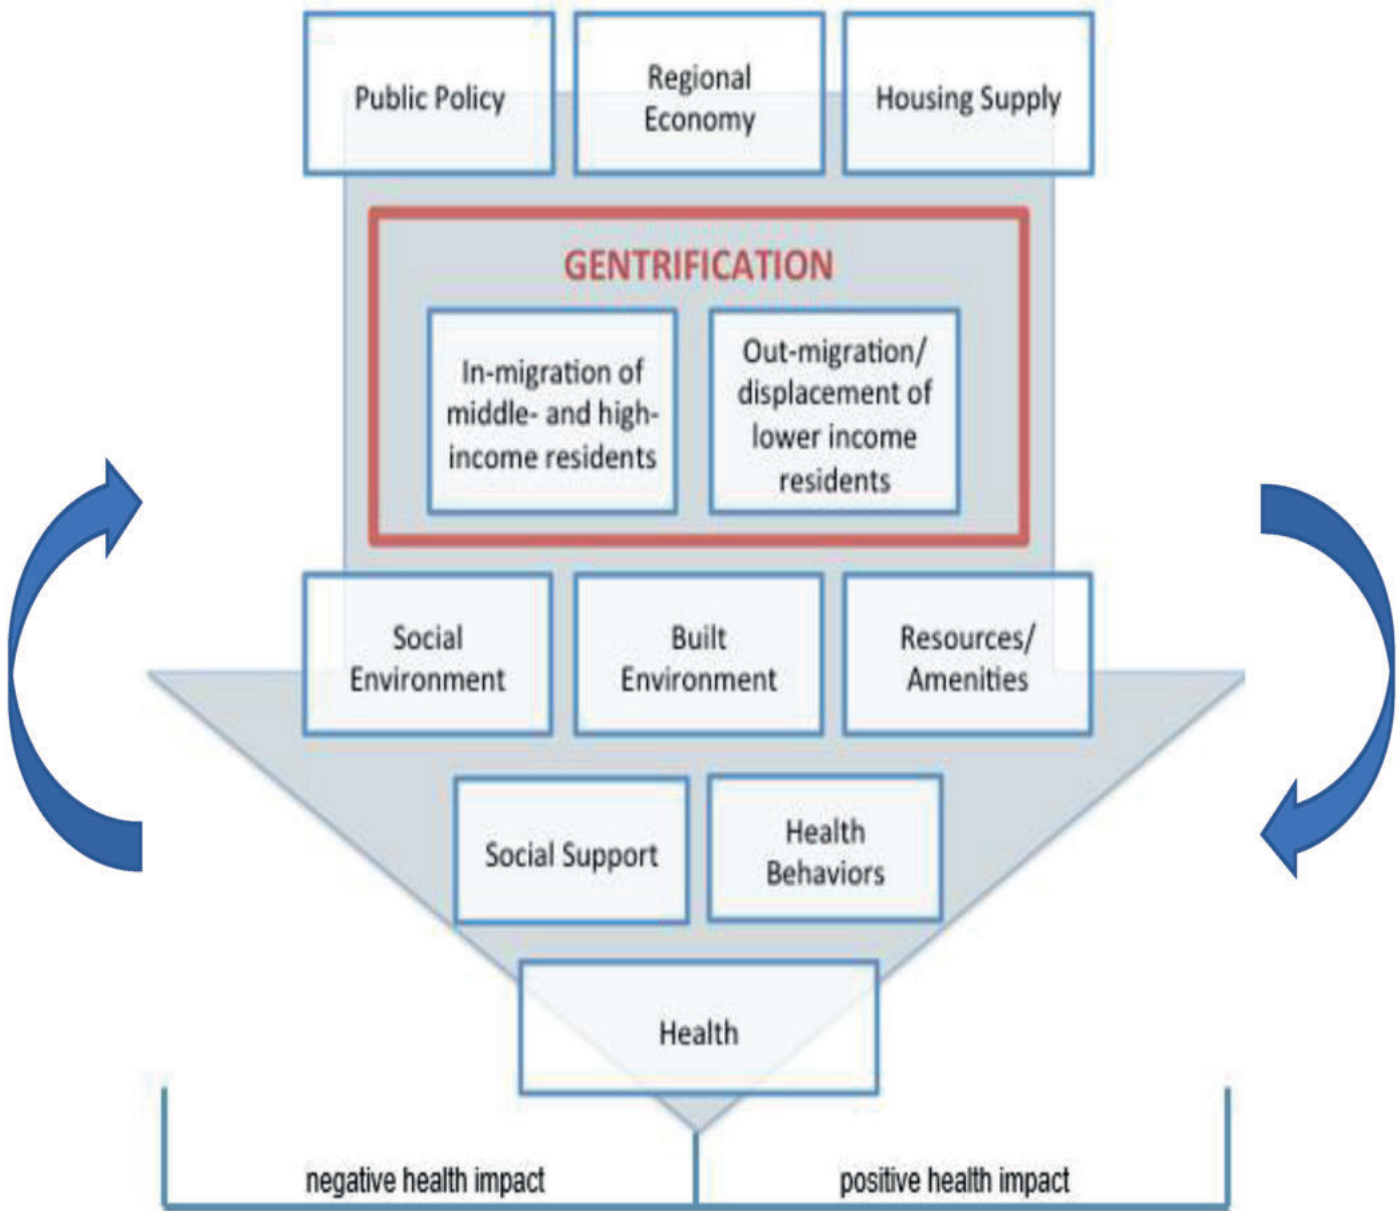 Public Policy
Regional
Economy
Housing Supply
GENTRIFICATION
In-migration of
middle- and high-
income residents
Out-migration/
displacement of
lower income
residents
Social
Environment
Built
Environment
Resources/
Amenities
Social Support
Health
Behaviors
Health
negative health impact
positive health impact